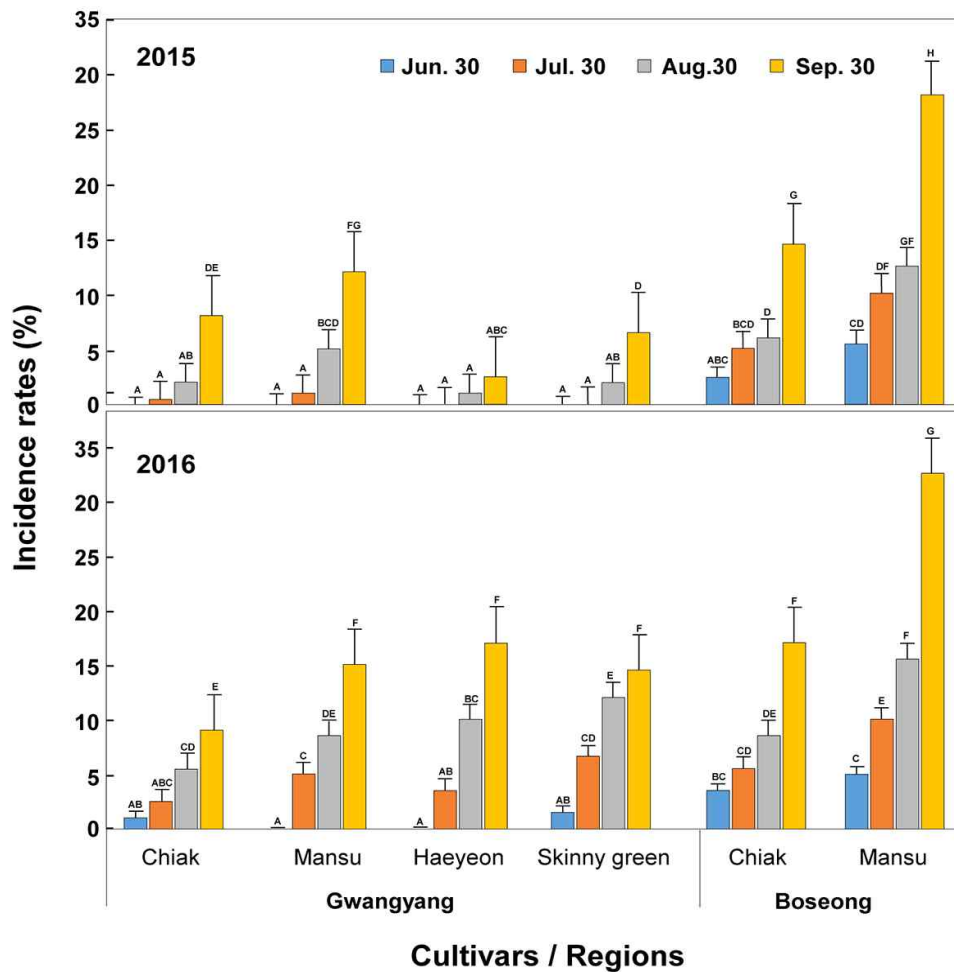 Incidence rates (%)
35
20
25
20
15
10
5
0
2015
Jun. 30
Jul. 30
Aug.30
Sep. 30
A
A
AB
DE
A
A
BCD
FG
A
A
A
ABC
A
A
AB
D
ABC
BCD
D
G
CD
DF
GF
H
35
20
25
20
15
10
5
0
2016
AB
ABC
CD
E
A
C
DE
F
A
AB
BC
F
AB
CD
E
F
BC
CD
DE
F
C
E
F
G
Chiak
Mansu
Haeyeon
Skinny green
Chiak
Mansu
Gwangyang
Boseong
Cultivars / Regions